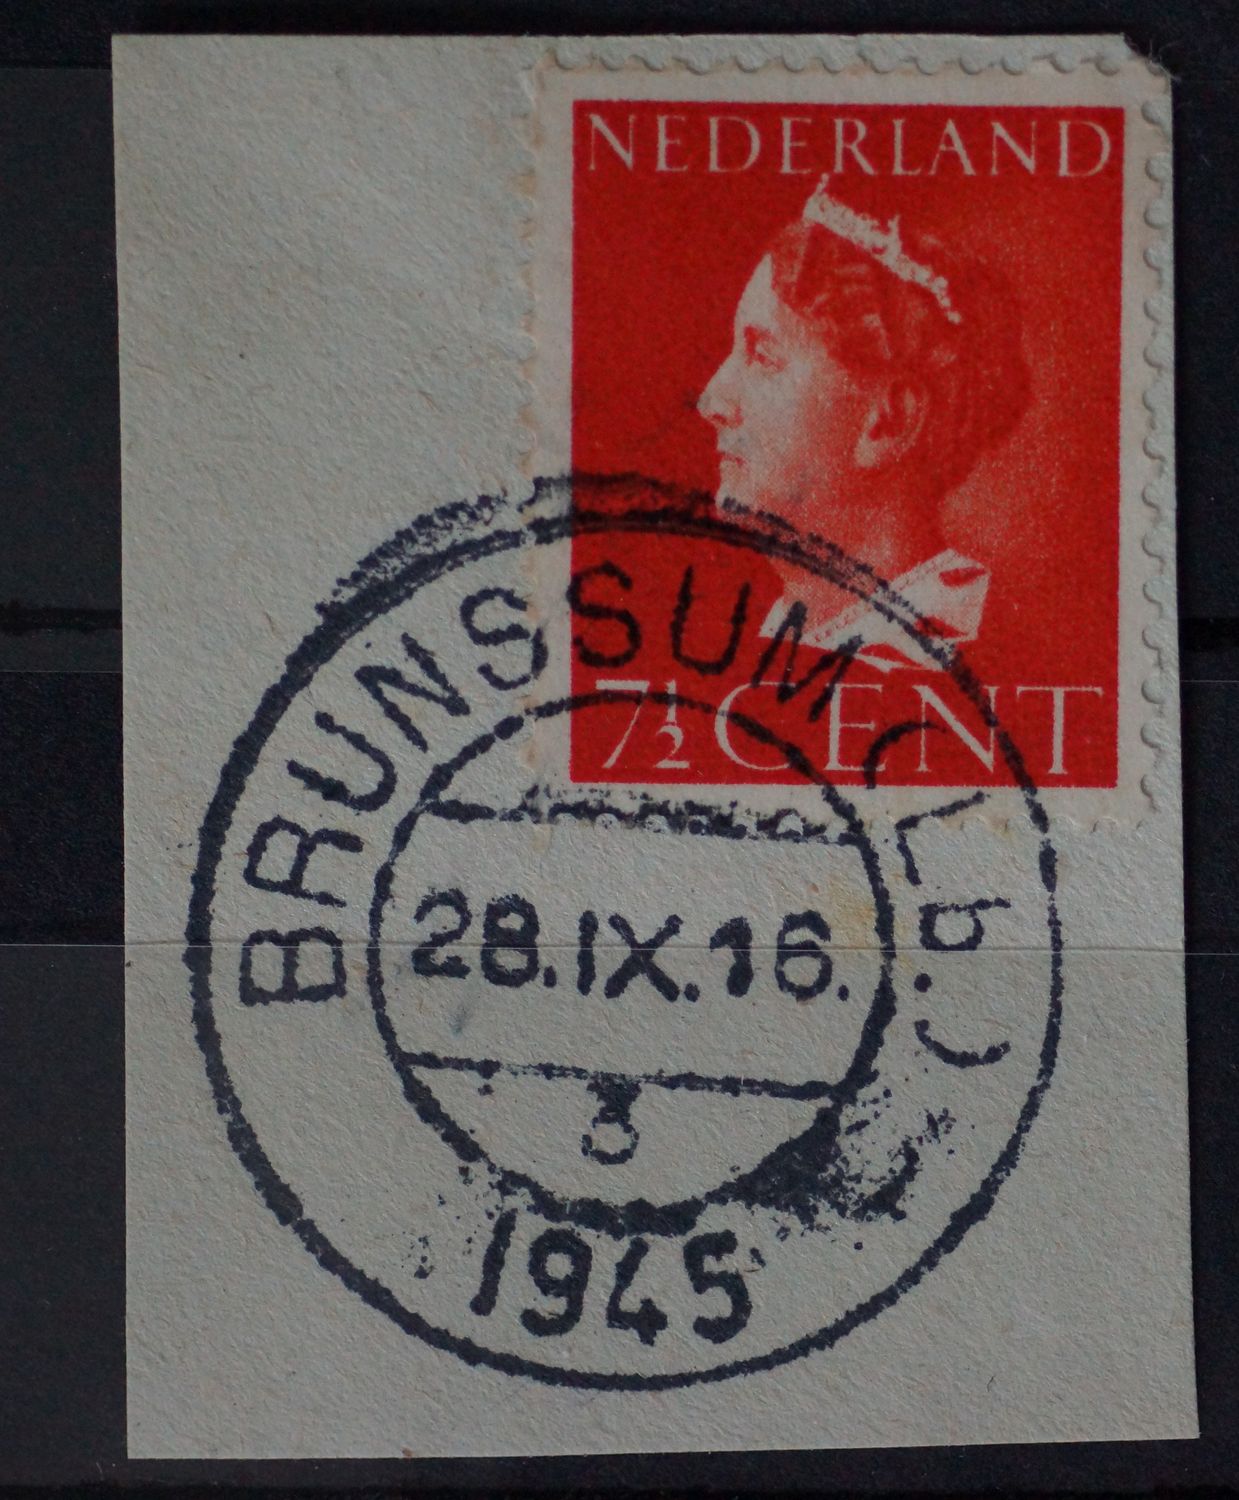 NEDERLAND
7½ CENT
BRUNSSUM (Lb.)
28.IX.16.
3
1945